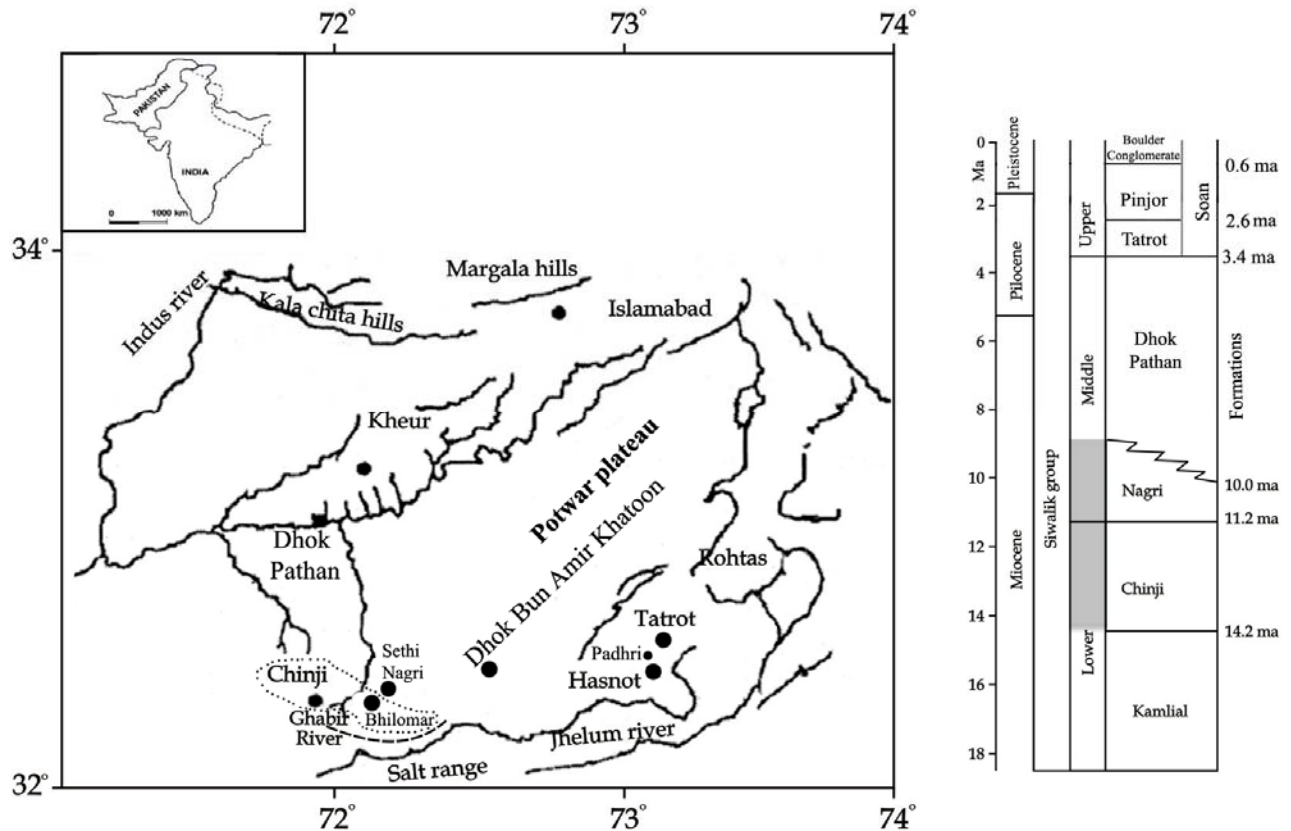 72°
73°
74°
PAKISTAN
INDIA
0 1000 km
34°
32°
Indus river
Kala chita hills
Margala hills
Islamabad
Kheur
Potwar plateau
Dhok Bun Amir Khatoon
Dhok
Pathan
Rohtas
Tatrot
Padhri
Hasnot
Sethi
Nagri
Chinji
Ghabir
River
Bhilomar
Jhelum river
Salt range
72°
73°
74°
0
Ma
2
4
6
8
10
12
14
16
18
Pleistocene
Pilocene
Miocene
Siwalik group
Upper
Middle
Lower
Boulder
Conglomerate
Pinjor
Tatrot
Soan
Dhok
Pathan
Nagri
Chinji
Kamlial
Formations
0.6 ma
2.6 ma
3.4 ma
10.0 ma
11.2 ma
14.2 ma